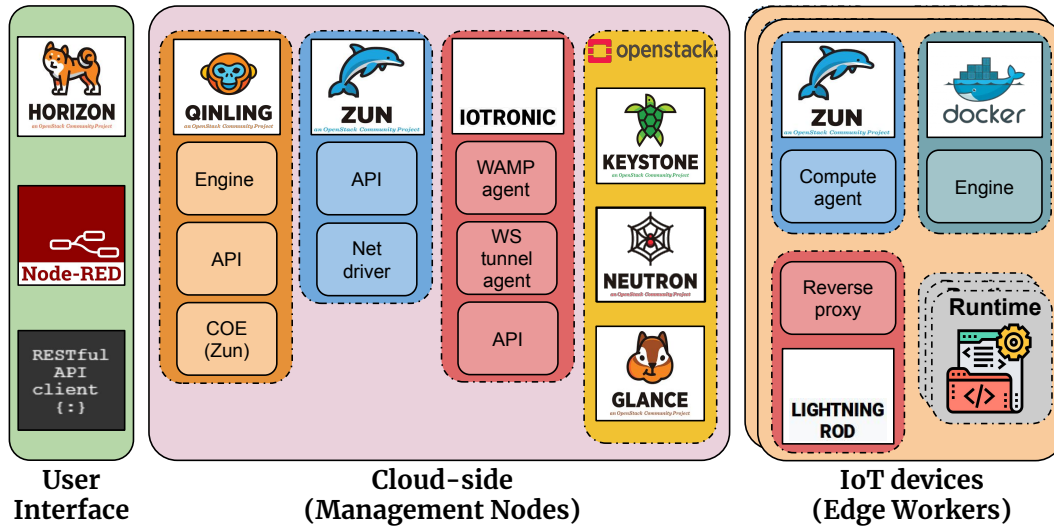 HORIZON
an OpenStack Community Project
Node-RED
RESTful
API
client
{:}
User
Interface
QINLING
an OpenStack Community Project
Engine
API
COE
(Zun)
ZUN
an OpenStack Community Project
API
Net
driver
IOTRONIC
WAMP
agent
WS
tunnel
agent
API
openstack
KEYSTONE
an OpenStack Community Project
NEUTRON
an OpenStack Community Project
GLANCE
an OpenStack Community Project
Cloud-side
(Management Nodes)
ZUN
an OpenStack Community Project
Compute
agent
docker
Engine
Reverse
proxy
LIGHTNING
ROD
Runtime
</>
IoT devices
(Edge Workers)